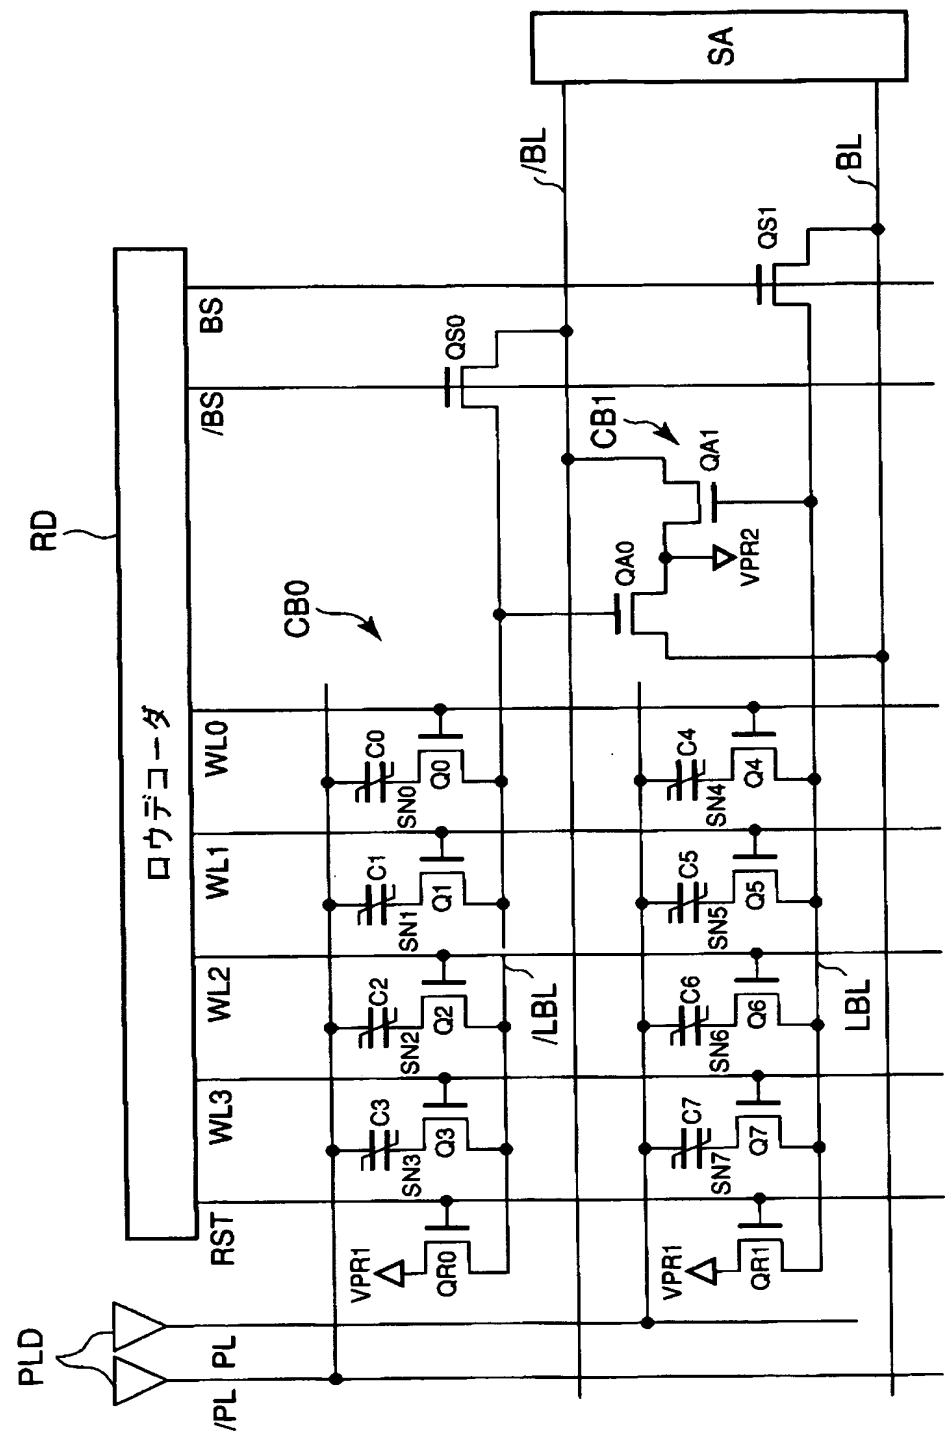 SA
/BL
BL
QS1
BS
/BS
QS0
CB1
QA1
QA0
VPR2
RD
CB0
ロウデコーダ
WL0
C0
SN0
Q0
C4
SN4
Q4
WL1
C1
SN1
Q1
C5
SN5
Q5
WL2
C2
SN2
Q2
/LBL
C6
SN6
Q6
LBL
WL3
C3
SN3
Q3
C7
SN7
Q7
RST
VPR1
QR0
VPR1
QR1
PLD
PL
/PL